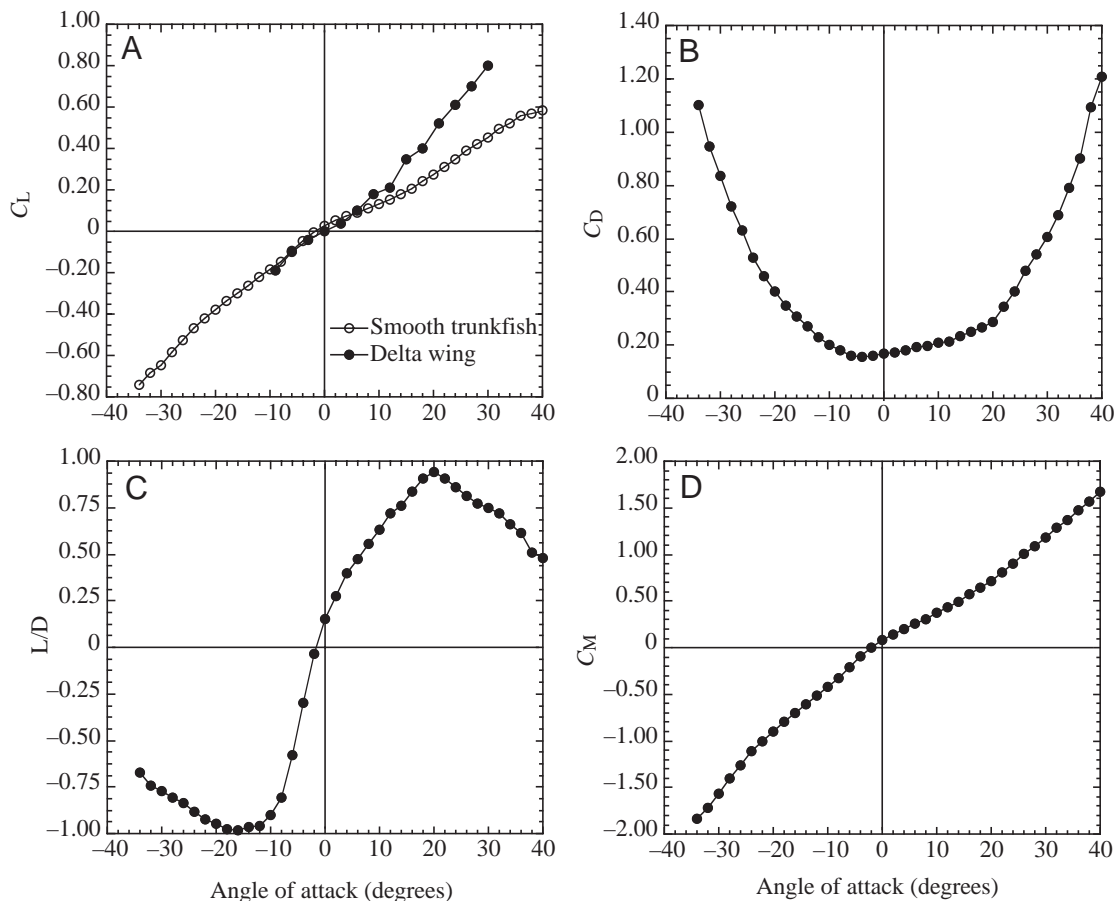 A
1.00
0.80
0.60
0.40
0.20
0
–0.20
–0.40
–0.60
–0.80
C_L
–40 –30 –20 –10 0 10 20 30 40
Smooth trunkfish
Delta wing
B
1.40
1.20
1.00
0.80
0.60
0.40
0.20
0
C_D
–40 –30 –20 –10 0 10 20 30 40
C
1.00
0.75
0.50
0.25
0
–0.25
–0.50
–0.75
–1.00
L/D
–40 –30 –20 –10 0 10 20 30 40
Angle of attack (degrees)
D
2.00
1.50
1.00
0.50
0
–0.50
–1.00
–1.50
–2.00
C_M
–40 –30 –20 –10 0 10 20 30 40
Angle of attack (degrees)